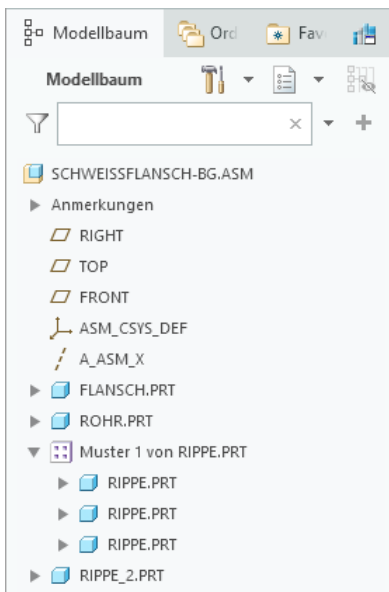 Modellbaum Ord Fav
Modellbaum
SCHWEISSFLANSCH-BG.ASM
Anmerkungen
RIGHT
TOP
FRONT
ASM_CSYS_DEF
A_ASM_X
FLANSCH.PRT
ROHR.PRT
Muster 1 von RIPPE.PRT
RIPPE.PRT
RIPPE.PRT
RIPPE.PRT
RIPPE_2.PRT